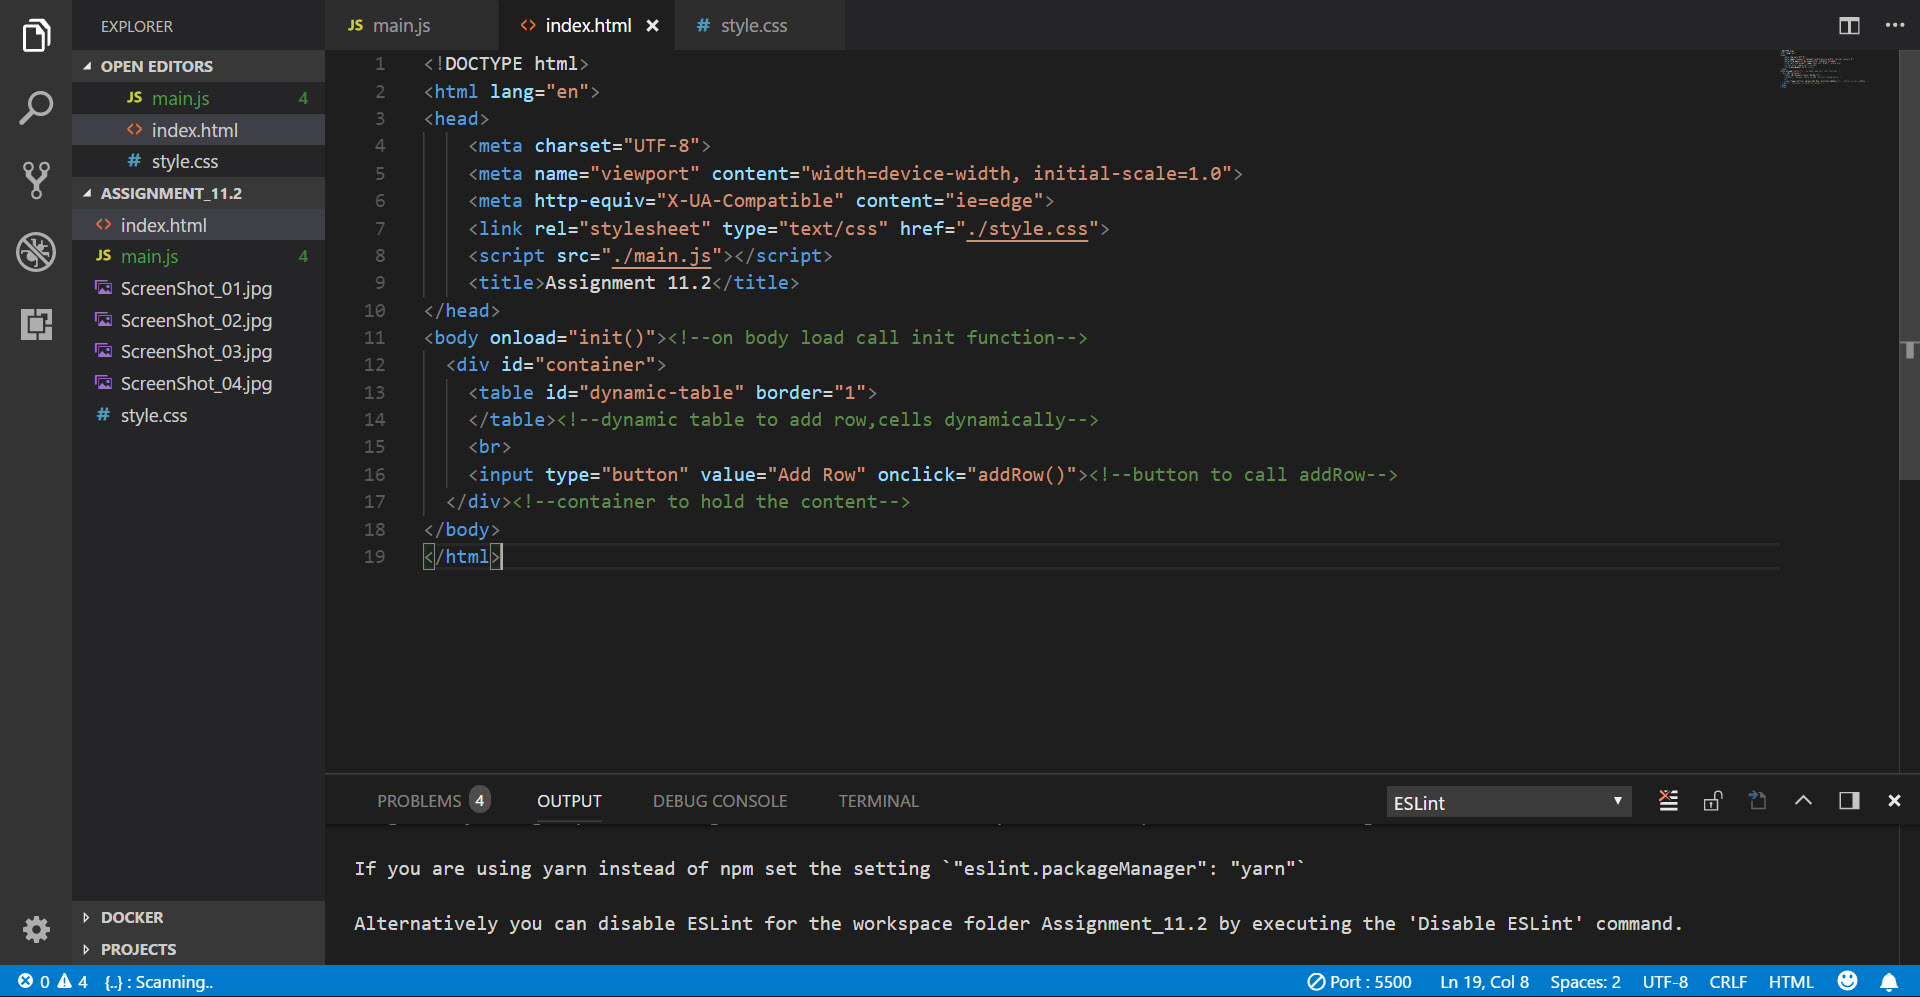 EXPLORER
OPEN EDITORS
JS main.js 4
<> index.html
# style.css
ASSIGNMENT_11.2
<> index.html
JS main.js 4
ScreenShot_01.jpg
ScreenShot_02.jpg
ScreenShot_03.jpg
ScreenShot_04.jpg
# style.css
DOCKER
PROJECTS
JS main.js <> index.html × # style.css
1 <!DOCTYPE html>
2 <html lang="en">
3 <head>
4     <meta charset="UTF-8">
5     <meta name="viewport" content="width=device-width, initial-scale=1.0">
6     <meta http-equiv="X-UA-Compatible" content="ie=edge">
7     <link rel="stylesheet" type="text/css" href="./style.css">
8     <script src="./main.js"></script>
9     <title>Assignment 11.2</title>
10 </head>
11 <body onload="init()"><!--on body load call init function-->
12   <div id="container">
13     <table id="dynamic-table" border="1">
14     </table><!--dynamic table to add row,cells dynamically-->
15     <br>
16     <input type="button" value="Add Row" onclick="addRow()"><!--button to call addRow-->
17   </div><!--container to hold the content-->
18 </body>
19 </html>
PROBLEMS 4 OUTPUT DEBUG CONSOLE TERMINAL ESLint
If you are using yarn instead of npm set the setting `"eslint.packageManager": "yarn"`
Alternatively you can disable ESLint for the workspace folder Assignment_11.2 by executing the 'Disable ESLint' command.
0 4 {..} : Scanning.. Port : 5500 Ln 19, Col 8 Spaces: 2 UTF-8 CRLF HTML